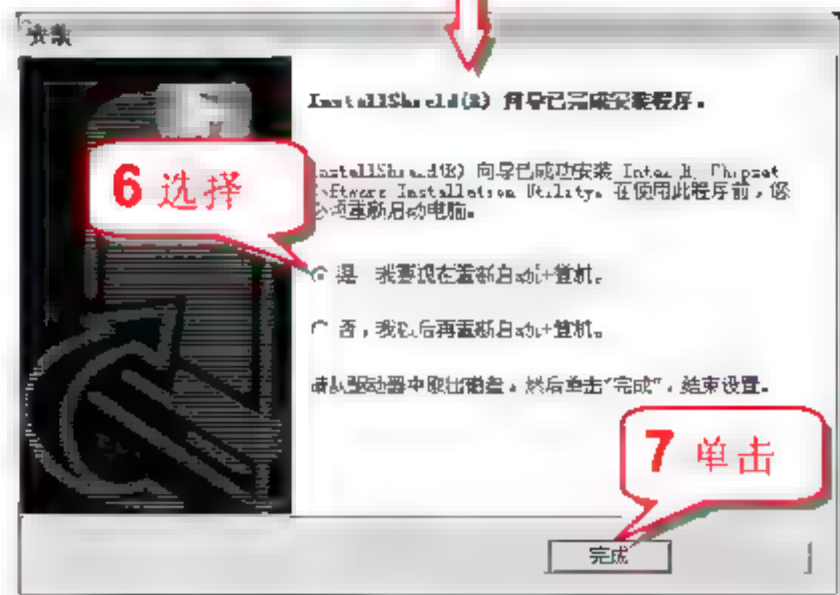 安装
InstallShield(R) 向导已完成安装程序。
InstallShield(R) 向导已成功安装 Intel R Chipset
Software Installation Utility。在使用此程序前，您
必须重新启动电脑。
6 选择
是 我要现在重新启动计算机。
否，我以后再重新启动计算机。
请从驱动器中取出磁盘，然后单击“完成”，结束设置。
7 单击
完成